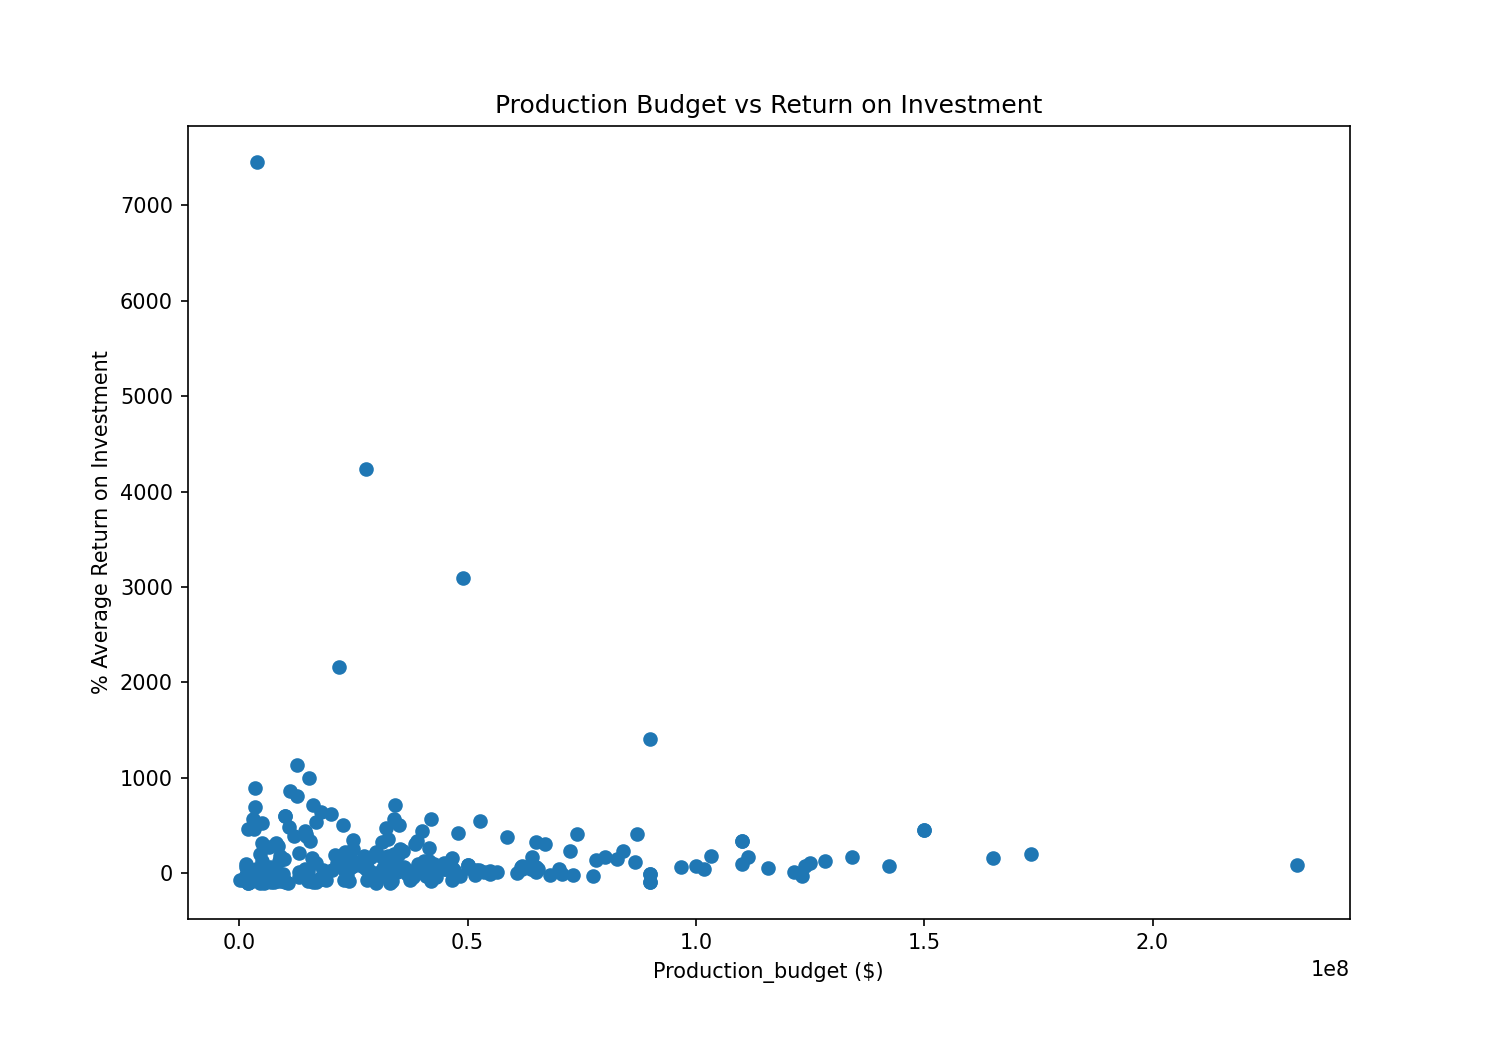 Production Budget vs Return on Investment
% Average Return on Investment
7000
6000
5000
4000
3000
2000
1000
0
0.0 0.5 1.0 1.5 2.0
1e8
Production_budget ($)